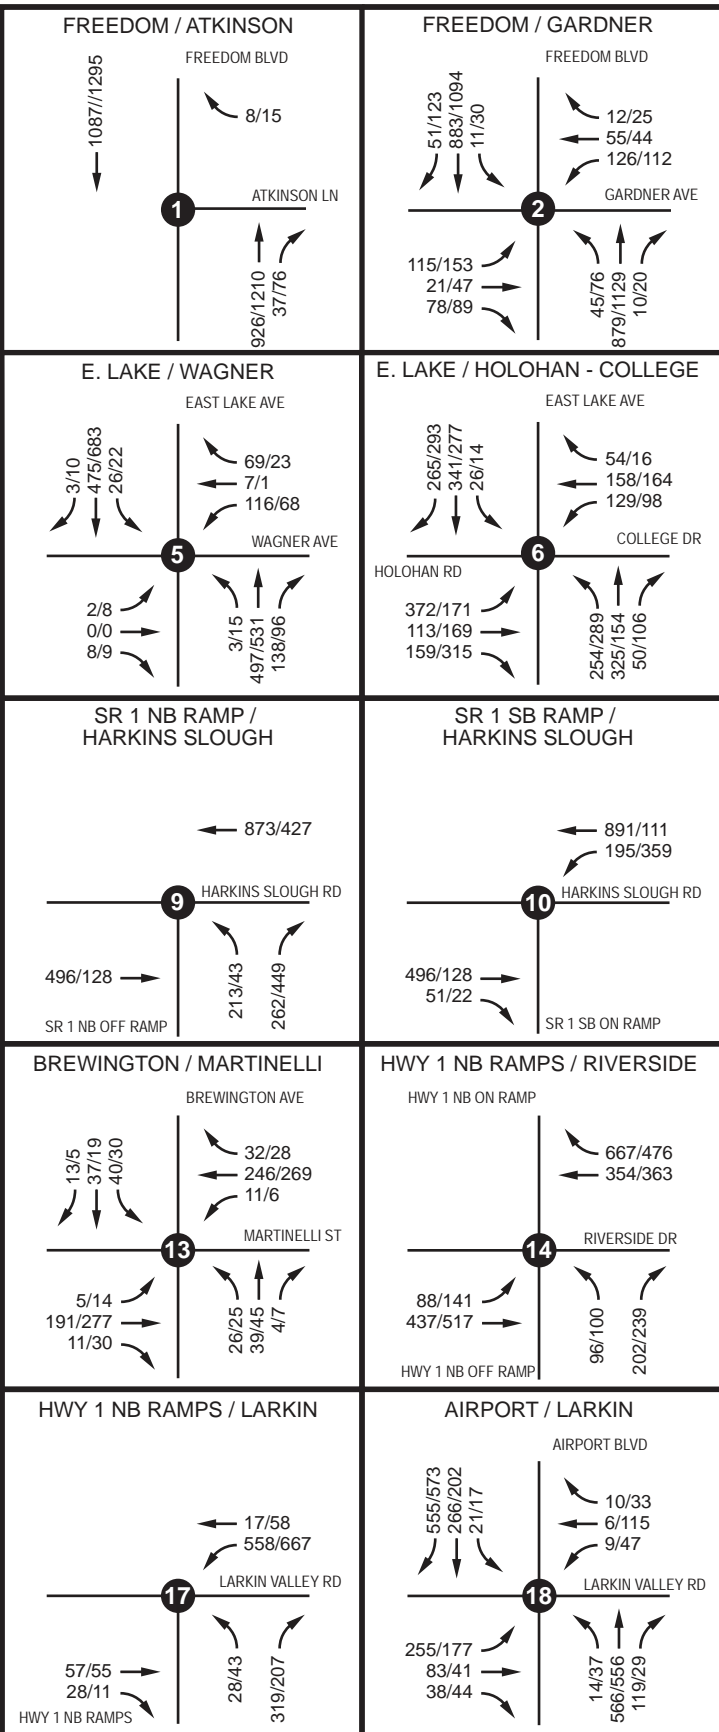 FREEDOM / ATKINSON
FREEDOM BLVD
1087//1295
8/15
ATKINSON LN
1
926/1210
37/76
FREEDOM / GARDNER
FREEDOM BLVD
51/123
883/1094
11/30
12/25
55/44
126/112
GARDNER AVE
2
115/153
21/47
78/89
45/76
879/1129
10/20
E. LAKE / WAGNER
EAST LAKE AVE
3/10
475/683
26/22
69/23
7/1
116/68
WAGNER AVE
5
2/8
0/0
8/9
3/15
497/531
138/96
E. LAKE / HOLOHAN - COLLEGE
EAST LAKE AVE
265/293
341/277
26/14
54/16
158/164
129/98
COLLEGE DR
6
HOLOHAN RD
372/171
113/169
159/315
254/289
325/154
50/106
SR 1 NB RAMP /
HARKINS SLOUGH
873/427
HARKINS SLOUGH RD
9
496/128
213/43
262/449
SR 1 NB OFF RAMP
SR 1 SB RAMP /
HARKINS SLOUGH
891/111
195/359
HARKINS SLOUGH RD
10
496/128
51/22
SR 1 SB ON RAMP
BREWINGTON / MARTINELLI
BREWINGTON AVE
13/5
37/19
40/30
32/28
246/269
11/6
MARTINELLI ST
13
5/14
191/277
11/30
26/25
39/45
4/7
HWY 1 NB RAMPS / RIVERSIDE
HWY 1 NB ON RAMP
667/476
354/363
RIVERSIDE DR
14
88/141
437/517
96/100
202/239
HWY 1 NB OFF RAMP
HWY 1 NB RAMPS / LARKIN
17/58
558/667
LARKIN VALLEY RD
17
57/55
28/11
28/43
319/207
HWY 1 NB RAMPS
AIRPORT / LARKIN
AIRPORT BLVD
555/573
266/202
21/17
10/33
6/115
9/47
LARKIN VALLEY RD
18
255/177
83/41
38/44
14/37
566/556
119/29